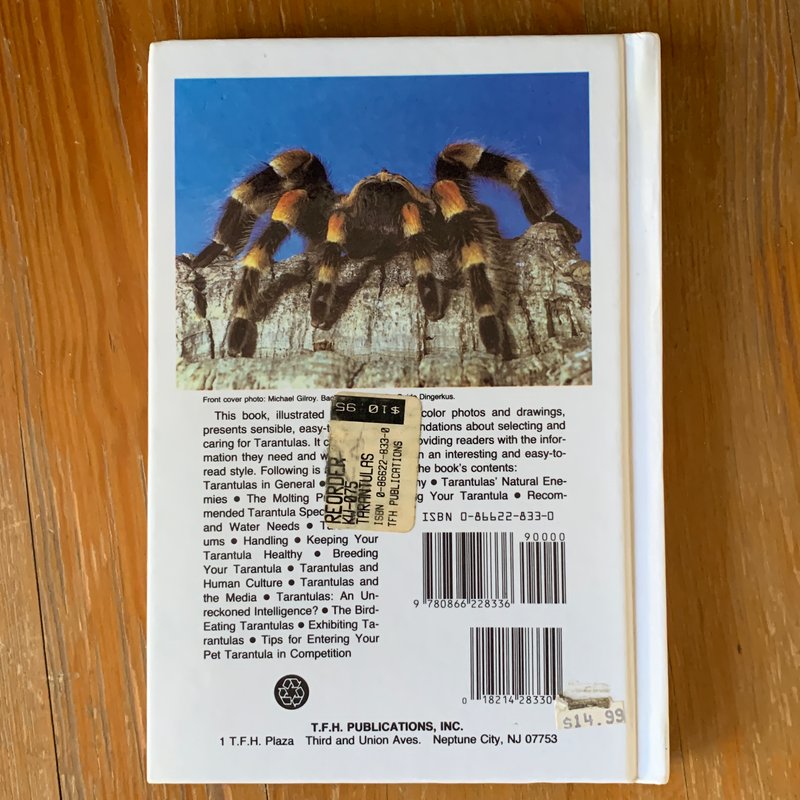 Front cover photo: Michael Gilroy. Dingerkus.
This book, illustrated color photos and drawings,
presents sensible, easy- about selecting and
caring for Tarantulas. It providing readers with the infor-
mation they need and an interesting and easy-to-
read style. Following is the book's contents:
Tarantulas in General ● ● Tarantulas' Natural Ene-
mies ● The Molting Your Tarantula ● Recom-
mended Tarantula
and Water Needs ●
ums ● Handling ● Keeping Your
Tarantula Healthy ● Breeding
Your Tarantula ● Tarantulas and
Human Culture ● Tarantulas and
the Media ● Tarantulas: An Un-
reckoned Intelligence? ● The Bird-
Eating Tarantulas ● Exhibiting Ta-
rantulas ● Tips for Entering Your
Pet Tarantula in Competition
$10.95
REORDER
KW-075
TARANTULAS
ISBN 0-86622-833-0
TFH PUBLICATIONS
ISBN 0-86622-833-0
90000
9 780866 228336
0 18214 28330
$14.99
T.F.H. PUBLICATIONS, INC.
1 T.F.H. Plaza Third and Union Aves. Neptune City, NJ 07753